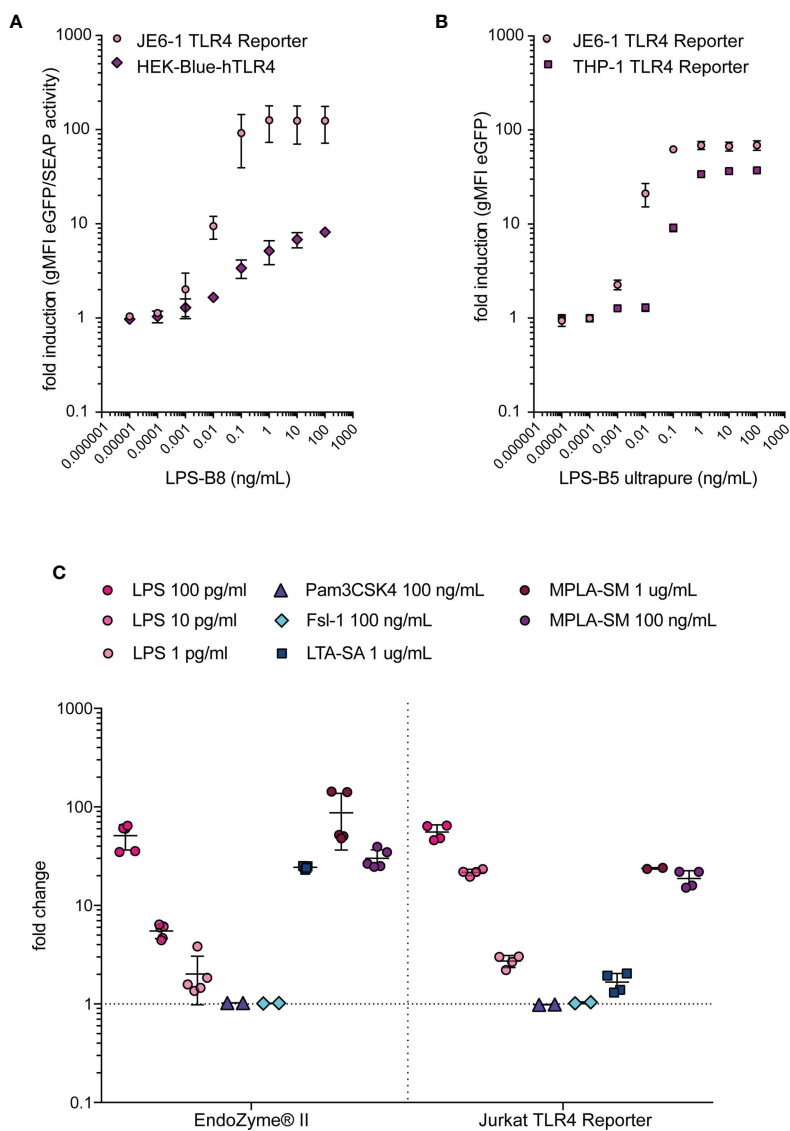 A
JE6-1 TLR4 Reporter
HEK-Blue-hTLR4
fold induction (gMFI eGFP/SEAP activity)
1000
100
10
1
0.1
0.000001
0.00001
0.0001
0.001
0.01
0.1
1
10
100
1000
LPS-B8 (ng/mL)
B
JE6-1 TLR4 Reporter
THP-1 TLR4 Reporter
fold induction (gMFI eGFP)
1000
100
10
1
0.1
0.000001
0.00001
0.0001
0.001
0.01
0.1
1
10
100
1000
LPS-B5 ultrapure (ng/mL)
C
LPS 100 pg/ml
LPS 10 pg/ml
LPS 1 pg/ml
Pam3CSK4 100 ng/mL
Fsl-1 100 ng/mL
LTA-SA 1 ug/mL
MPLA-SM 1 ug/mL
MPLA-SM 100 ng/mL
fold change
1000
100
10
1
0.1
EndoZyme® II
Jurkat TLR4 Reporter